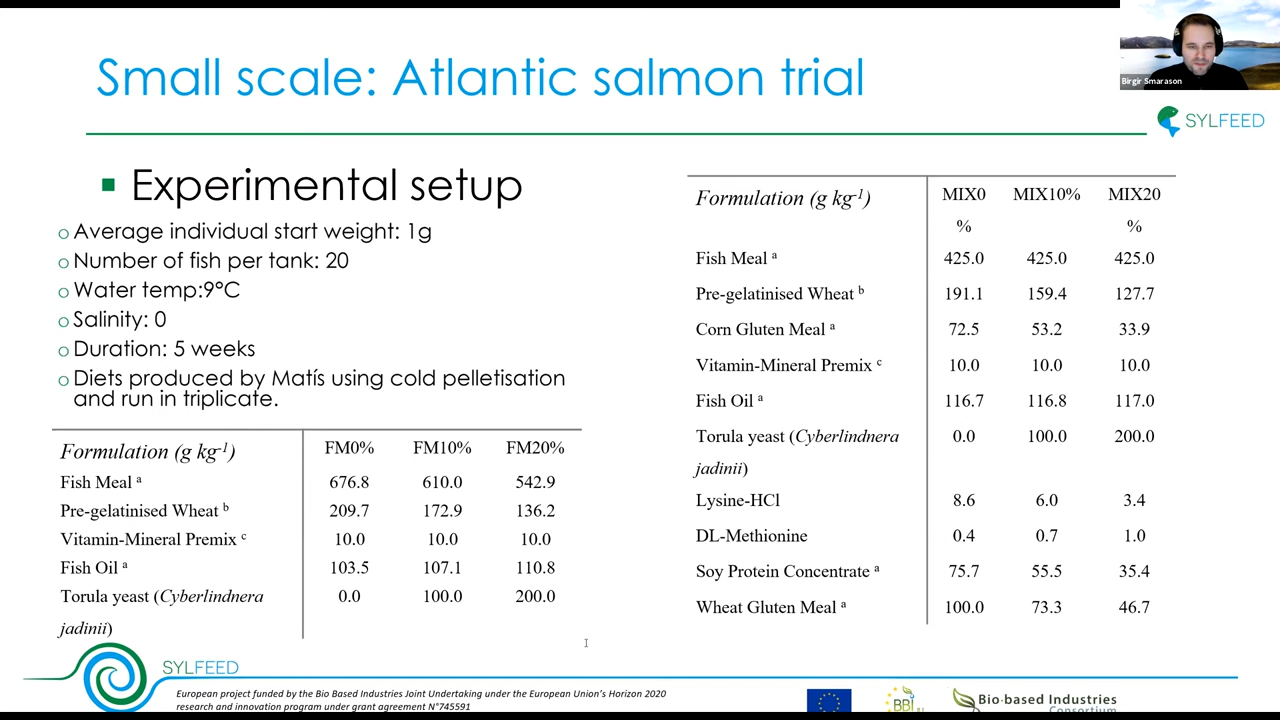 Small scale: Atlantic salmon trial
Birgir Smarason
SYLFEED
▪ Experimental setup
o Average individual start weight: 1g
o Number of fish per tank: 20
o Water temp:9°C
o Salinity: 0
o Duration: 5 weeks
o Diets produced by Matís using cold pelletisation
and run in triplicate.
Formulation (g kg-1) FM0% FM10% FM20%
Fish Meal a 676.8 610.0 542.9
Pre-gelatinised Wheat b 209.7 172.9 136.2
Vitamin-Mineral Premix c 10.0 10.0 10.0
Fish Oil a 103.5 107.1 110.8
Torula yeast (Cyberlindnera 0.0 100.0 200.0
jadinii)
Formulation (g kg-1) MIX0 MIX10% MIX20
% %
Fish Meal a 425.0 425.0 425.0
Pre-gelatinised Wheat b 191.1 159.4 127.7
Corn Gluten Meal a 72.5 53.2 33.9
Vitamin-Mineral Premix c 10.0 10.0 10.0
Fish Oil a 116.7 116.8 117.0
Torula yeast (Cyberlindnera 0.0 100.0 200.0
jadinii)
Lysine-HCl 8.6 6.0 3.4
DL-Methionine 0.4 0.7 1.0
Soy Protein Concentrate a 75.7 55.5 35.4
Wheat Gluten Meal a 100.0 73.3 46.7
SYLFEED
European project funded by the Bio Based Industries Joint Undertaking under the European Union's Horizon 2020
research and innovation program under grant agreement N°745591
BBI
Bio-based Industries
Consortium